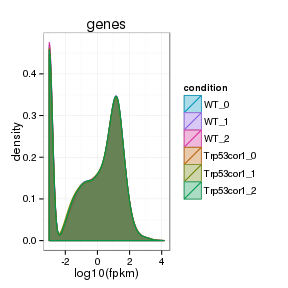 genes
density
0.4
0.3
0.2
0.1
0.0
-2
0
2
4
log10(fpkm)
condition
WT_0
WT_1
WT_2
Trp53cor1_0
Trp53cor1_1
Trp53cor1_2